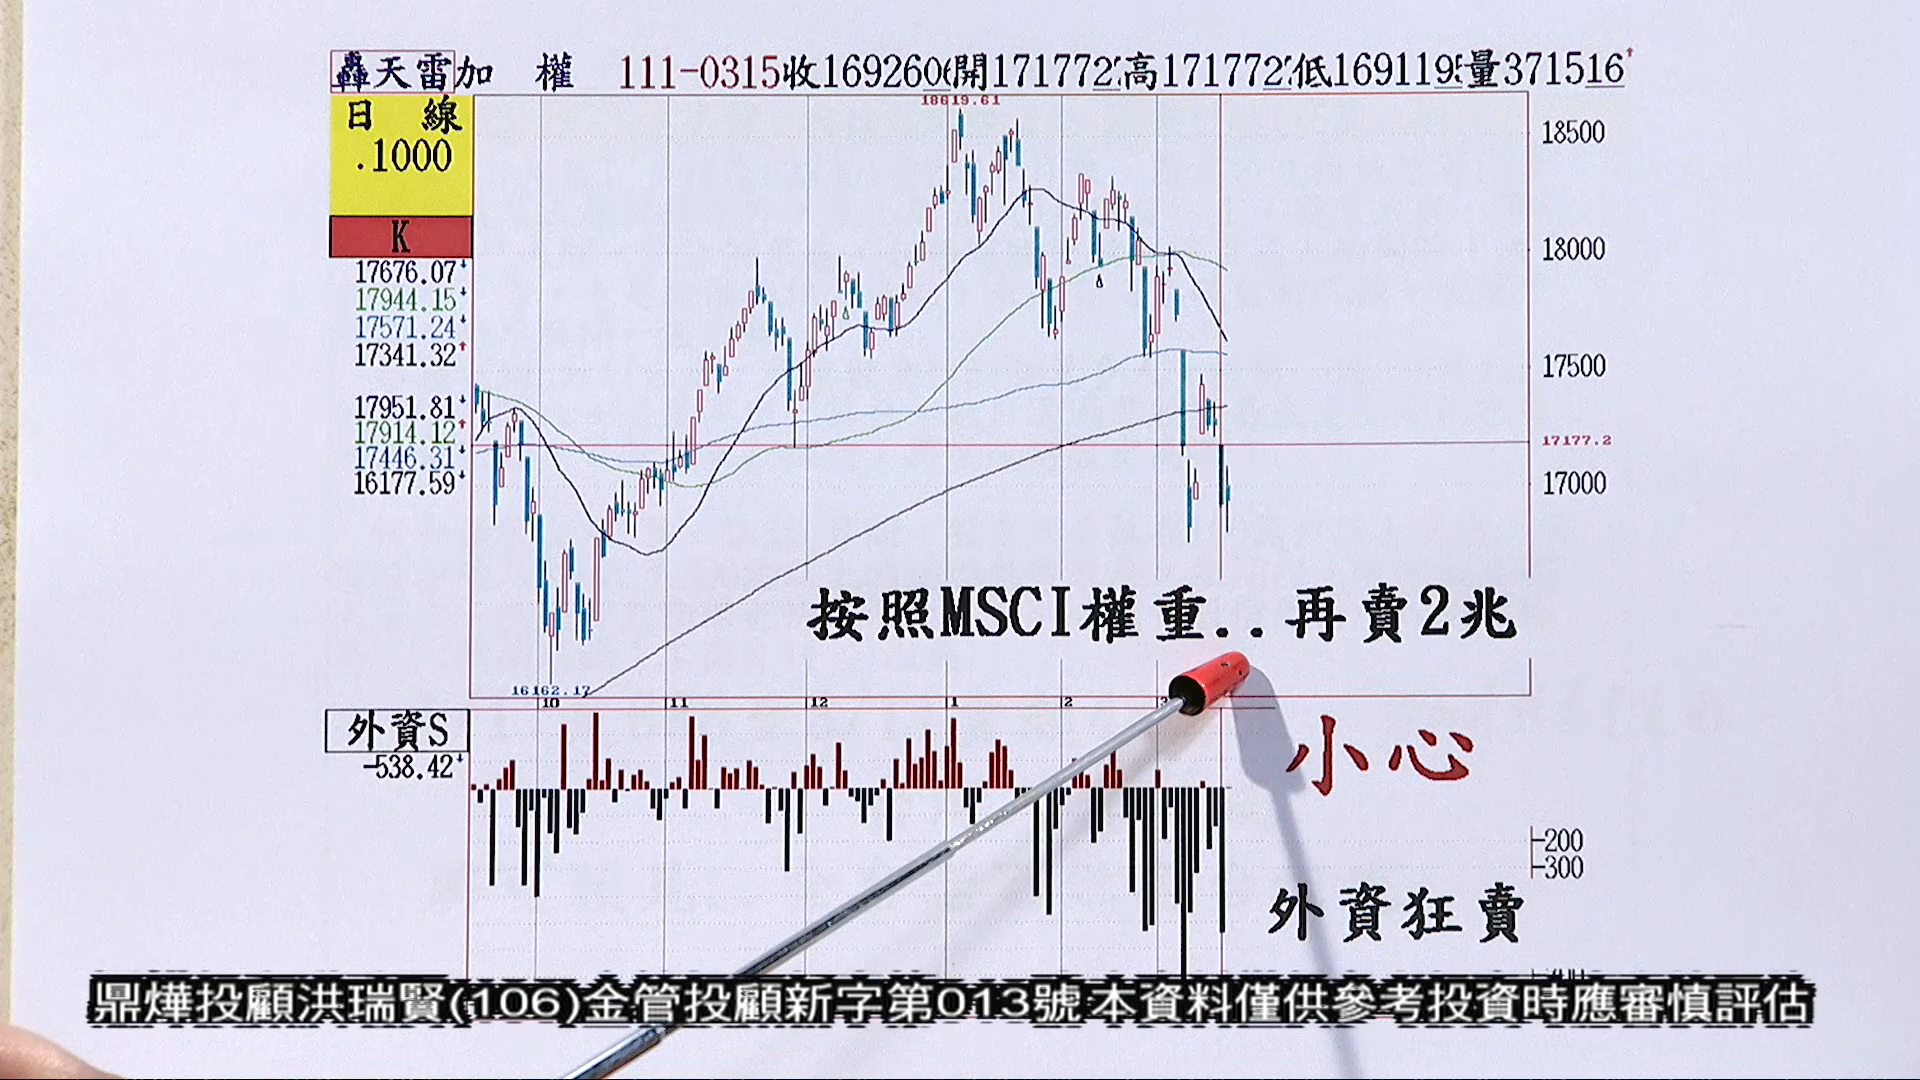 轟天雷加 權 111-0315收16926.06開17177.2高17177.2低16911.9量3715.16↑
日 線
.1000
K
18619.61
18500
18000
17676.07↓
17944.15↓
17571.24↓
17341.32↑
17500
17951.81↓
17914.12↑
17446.31↓
16177.59↓
17177.2
17000
按照MSCI權重..再賣2兆
16162.17
10 11 12 1 2 3
外資S
-538.42↓
小心
-200
-300
外資狂賣
鼎燁投顧洪瑞賢(106)金管投顧新字第013號本資料僅供參考投資時應審慎評估